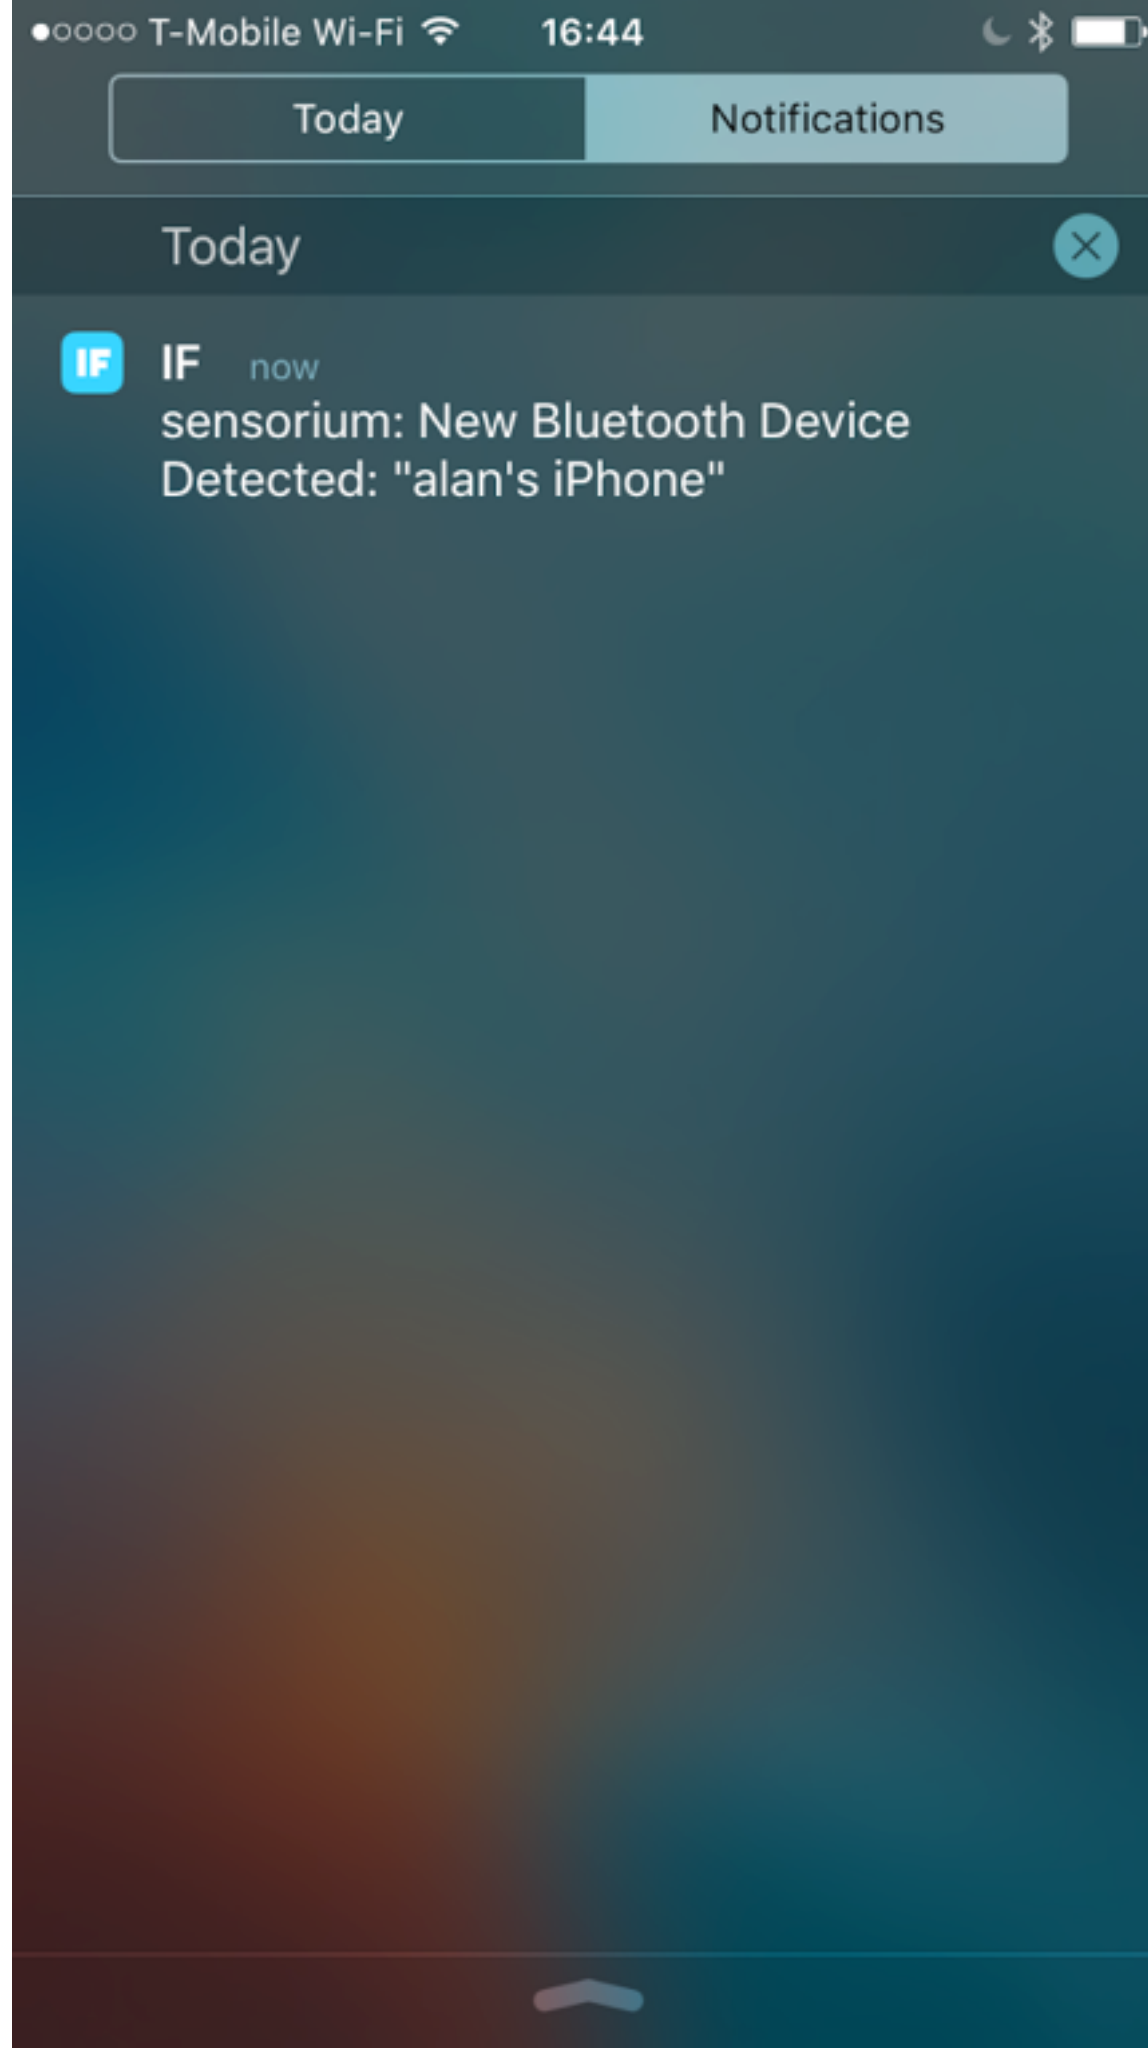 T-Mobile Wi-Fi 16:44
Today Notifications
Today
IF IF now
sensorium: New Bluetooth Device
Detected: "alan's iPhone"